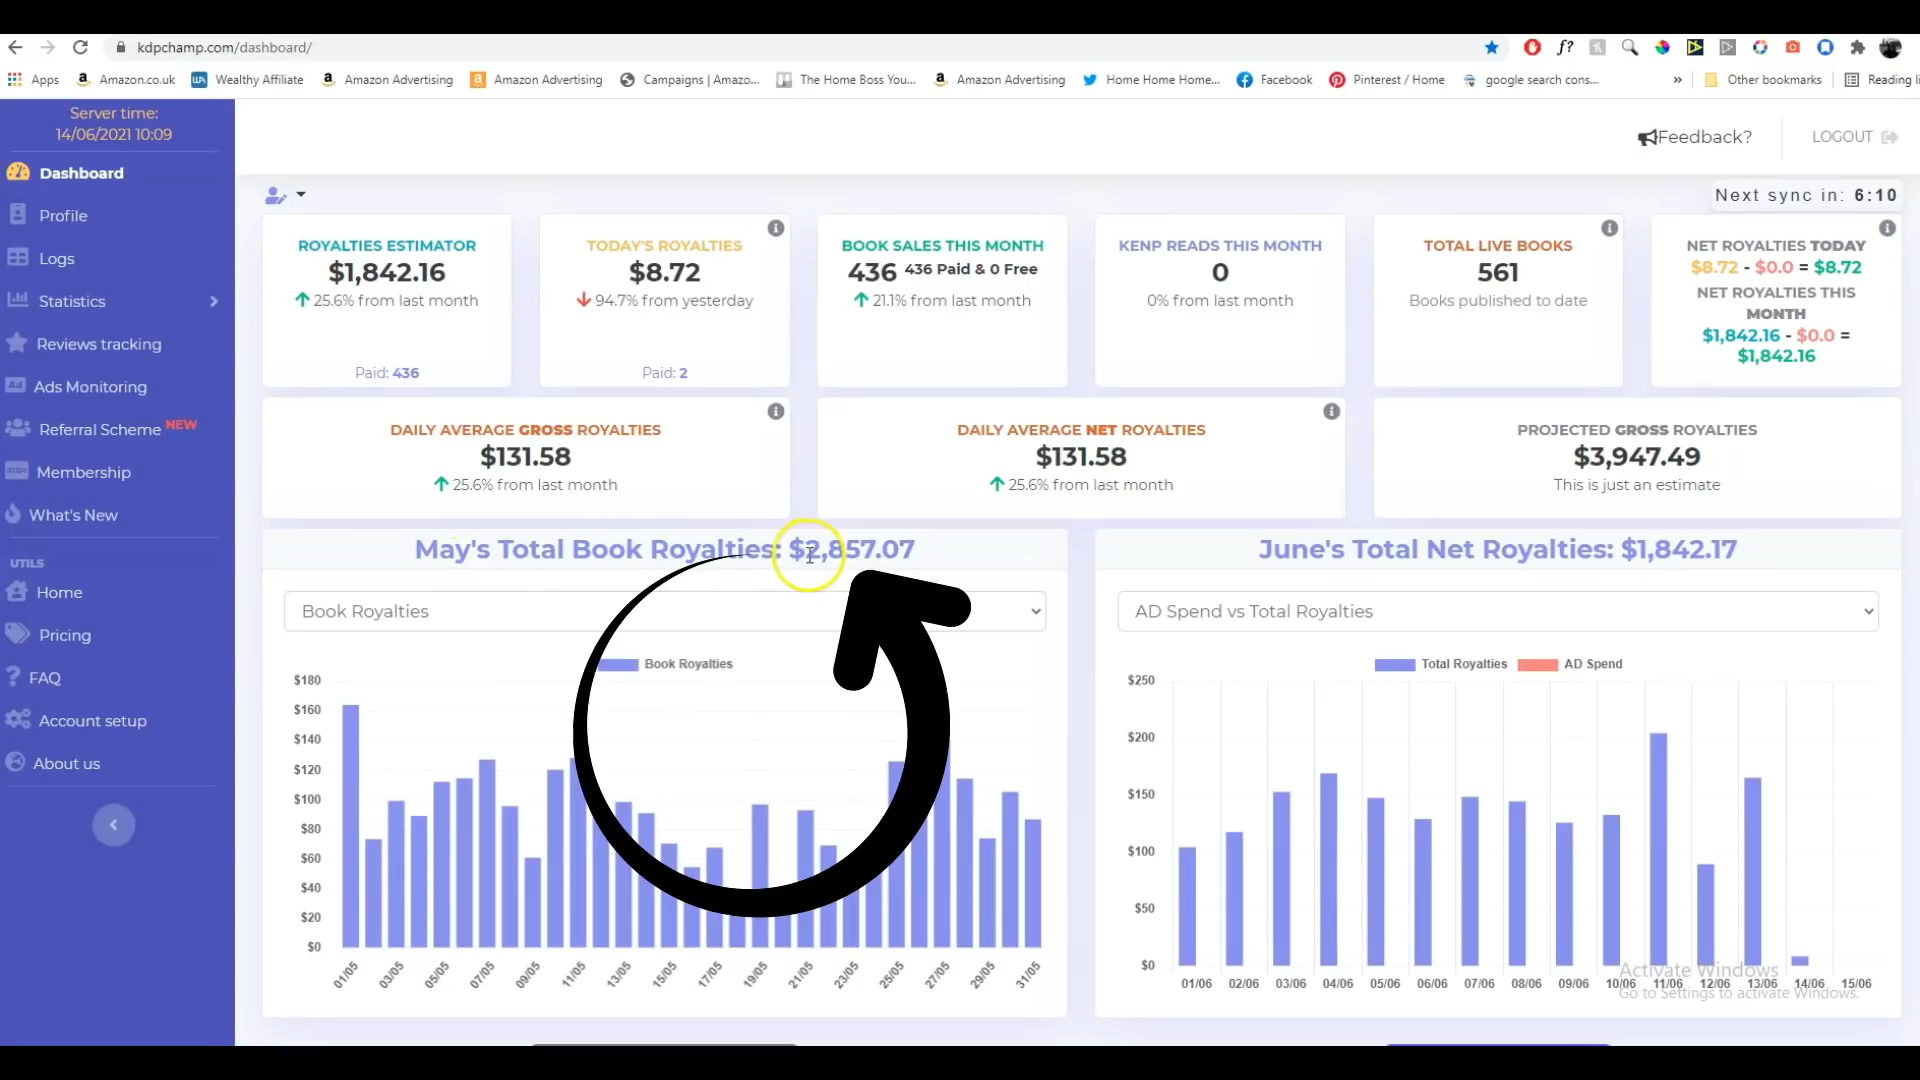 kdpchamp.com/dashboard/
f?
Apps
Amazon.co.uk
WA
Wealthy Affiliate
Amazon Advertising
Amazon Advertising
Campaigns | Amazo...
The Home Boss You...
Amazon Advertising
Home Home Home...
Facebook
Pinterest / Home
google search cons...
»
Other bookmarks
Reading li
Server time:
14/06/2021 10:09
Feedback?
LOGOUT
Dashboard
Profile
Logs
Statistics
Reviews tracking
Ad
Ads Monitoring
Referral Scheme NEW
Membership
What's New
UTILS
Home
Pricing
FAQ
Account setup
About us
Next sync in: 6:10
ROYALTIES ESTIMATOR
$1,842.16
25.6% from last month
Paid: 436
TODAY'S ROYALTIES
$8.72
94.7% from yesterday
Paid: 2
BOOK SALES THIS MONTH
436 436 Paid & 0 Free
21.1% from last month
KENP READS THIS MONTH
0
0% from last month
TOTAL LIVE BOOKS
561
Books published to date
NET ROYALTIES TODAY
$8.72 - $0.0 = $8.72
NET ROYALTIES THIS
MONTH
$1,842.16 - $0.0 =
$1,842.16
DAILY AVERAGE GROSS ROYALTIES
$131.58
25.6% from last month
DAILY AVERAGE NET ROYALTIES
$131.58
25.6% from last month
PROJECTED GROSS ROYALTIES
$3,947.49
This is just an estimate
May's Total Book Royalties: $2,857.07
Book Royalties
Book Royalties
$180
$160
$140
$120
$100
$80
$60
$40
$20
$0
01/05 03/05 05/05 07/05 09/05 11/05 13/05 15/05 17/05 19/05 21/05 23/05 25/05 27/05 29/05 31/05
June's Total Net Royalties: $1,842.17
AD Spend vs Total Royalties
Total Royalties AD Spend
$250
$200
$150
$100
$50
$0
01/06 02/06 03/06 04/06 05/06 06/06 07/06 08/06 09/06 10/06 11/06 12/06 13/06 14/06 15/06
Activate Windows
Go to Settings to activate Windows.